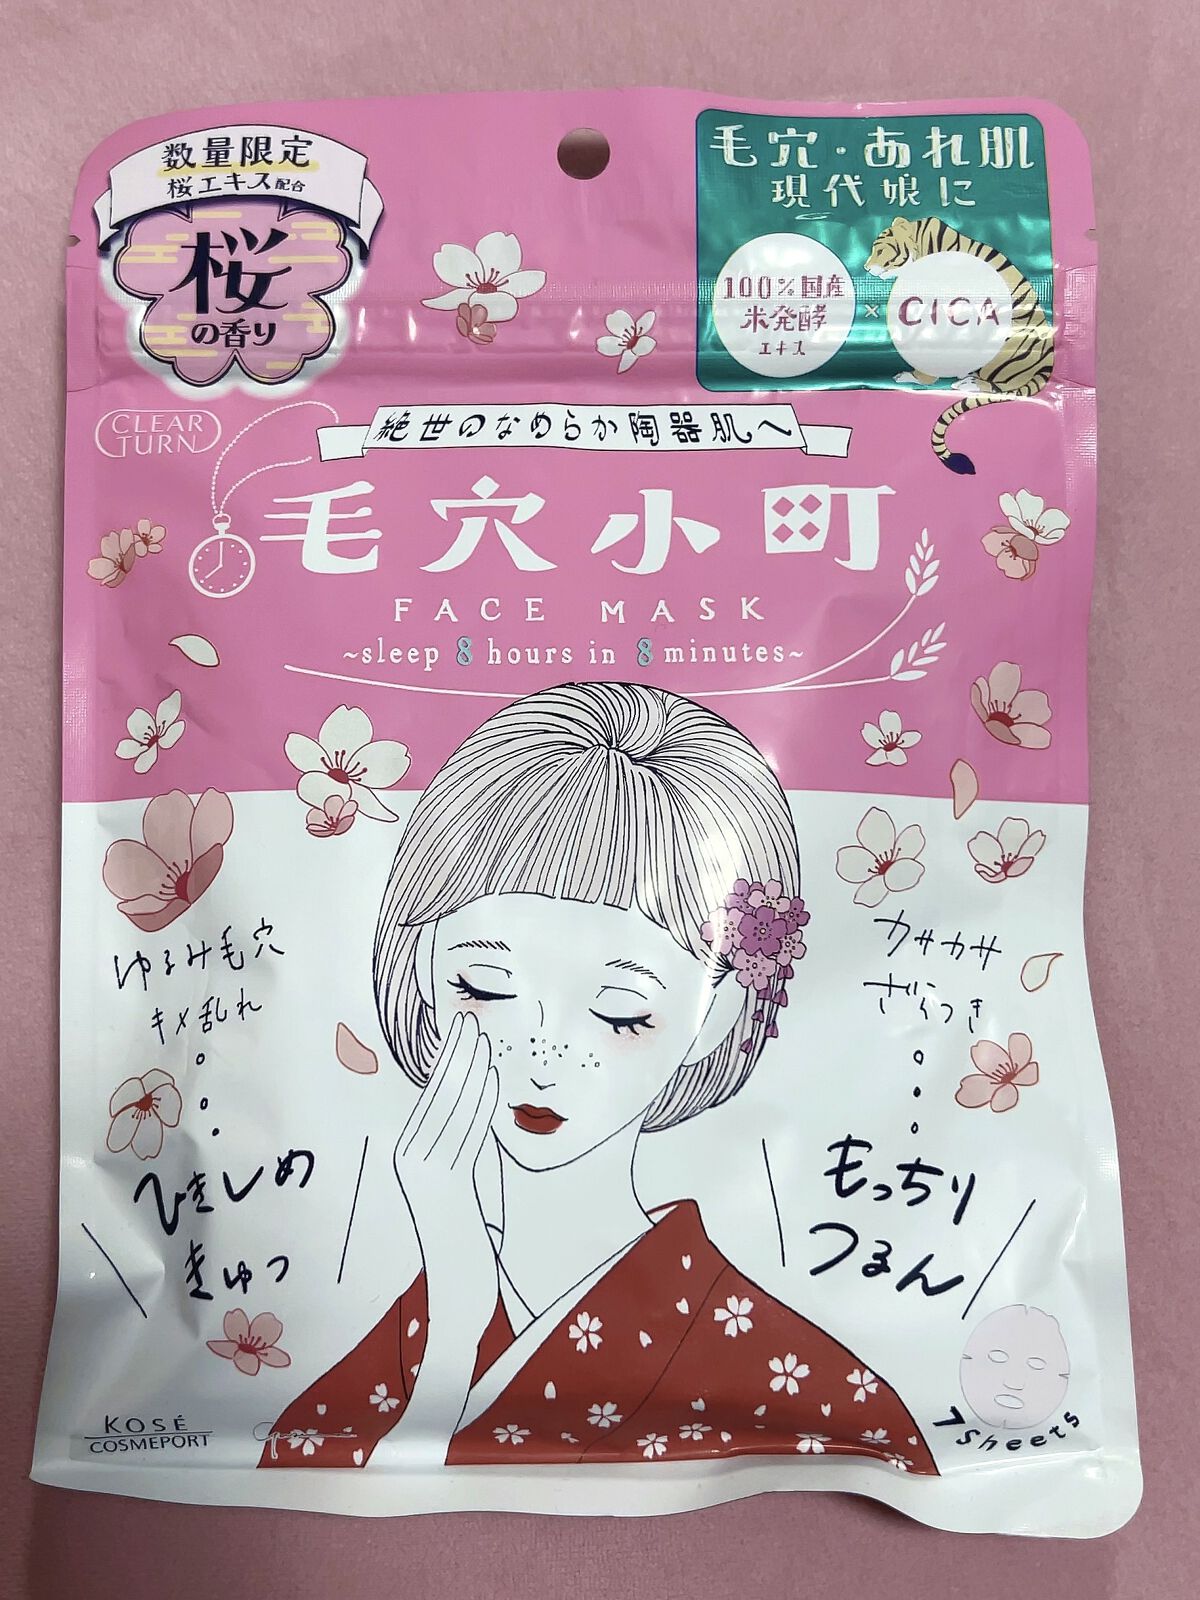 数量限定
桜エキス配合
桜
の香り
毛穴・あれ肌
現代娘に
100%国産
米発酵
エキス
×
CICA
CLEAR
TURN
絶世のなめらか陶器肌へ
毛穴小町
FACE MASK
~sleep 8 hours in 8 minutes~
ゆるみ毛穴
キメ乱れ
ひきしめ
きゅっ
カサカサ
ざらつき
もっちり
つるん
KOSÉ
COSMEPORT
7 sheets